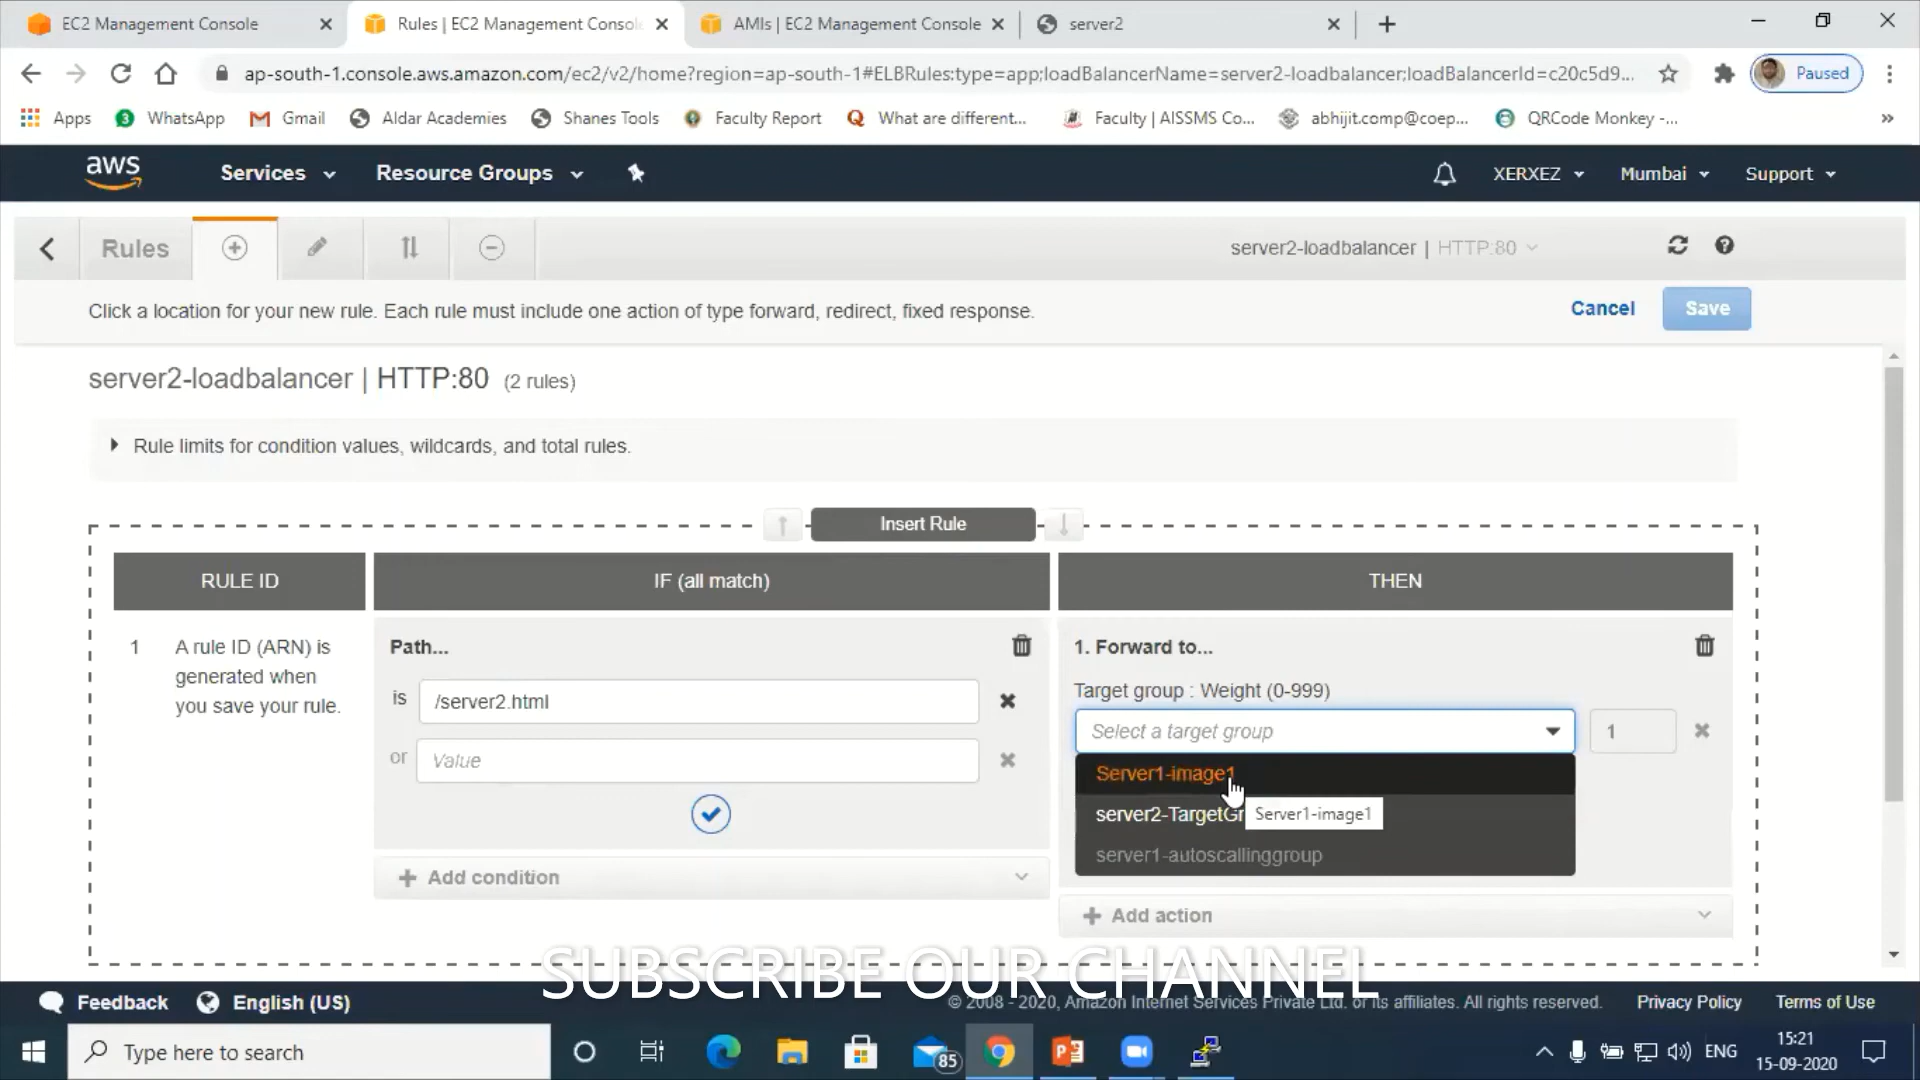 EC2 Management Console
Rules | EC2 Management Consol
AMIs | EC2 Management Console
server2
ap-south-1.console.aws.amazon.com/ec2/v2/home?region=ap-south-1#ELBRules:type=app;loadBalancerName=server2-loadbalancer;loadBalancerId=c20c5d9...
Paused
Apps
WhatsApp
Gmail
Aldar Academies
Shanes Tools
Faculty Report
What are different...
Faculty | AISSMS Co...
abhijit.comp@coep...
QRCode Monkey -...
»
aws
Services
Resource Groups
XERXEZ
Mumbai
Support
Rules
server2-loadbalancer | HTTP:80
Click a location for your new rule. Each rule must include one action of type forward, redirect, fixed response.
Cancel
Save
server2-loadbalancer | HTTP:80 (2 rules)
Rule limits for condition values, wildcards, and total rules.
Insert Rule
RULE ID
IF (all match)
THEN
1
A rule ID (ARN) is
generated when
you save your rule.
Path...
is
/server2.html
or
Value
Add condition
1. Forward to...
Target group : Weight (0-999)
Select a target group
1
Server1-image1
server2-TargetGr
Server1-image1
server1-autoscallinggroup
Add action
SUBSCRIBE OUR CHANNEL
Feedback
English (US)
© 2008 - 2020, Amazon Internet Services Private Ltd. or its affiliates. All rights reserved.
Privacy Policy
Terms of Use
Type here to search
85
ENG
15:21
15-09-2020